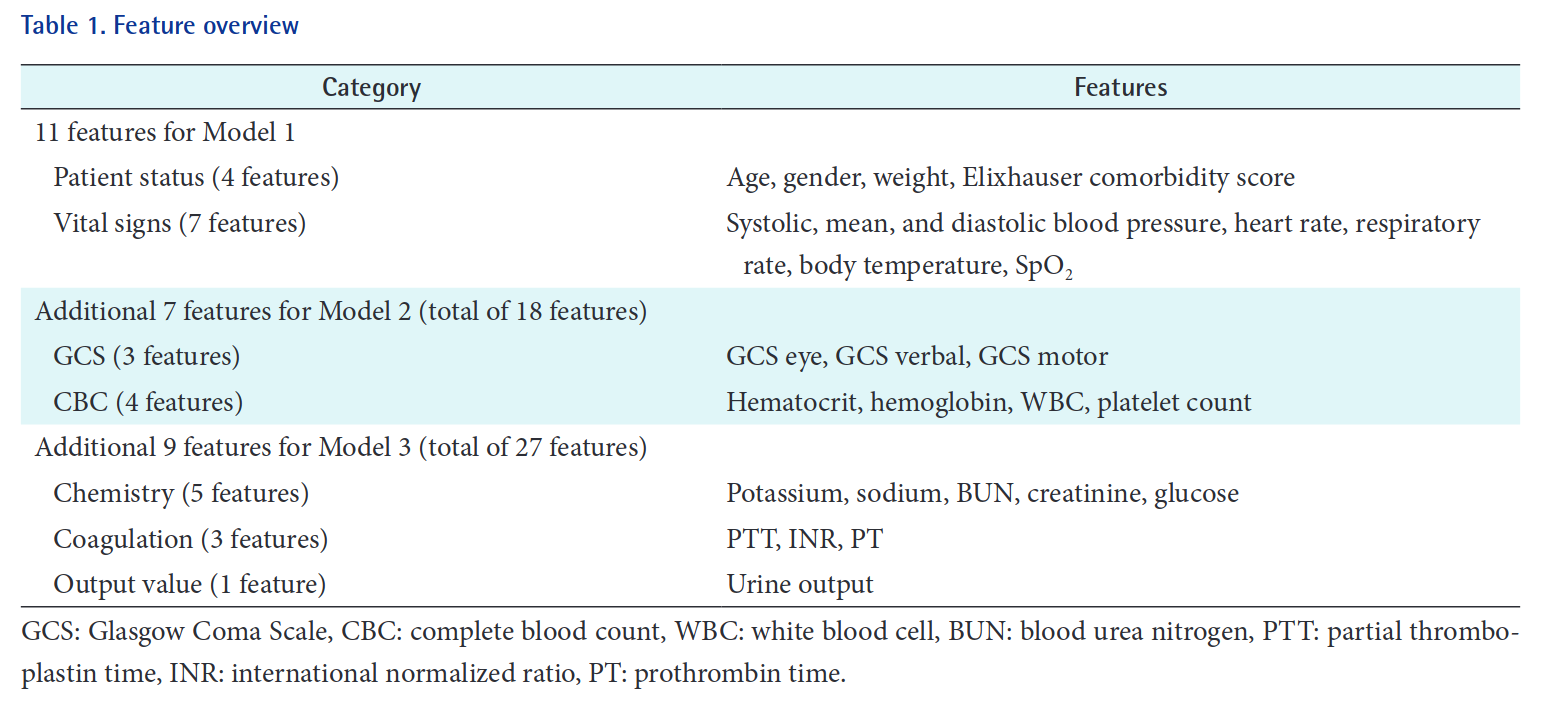 Table 1. Feature overview
Category Features
11 features for Model 1
Patient status (4 features) Age, gender, weight, Elixhauser comorbidity score
Vital signs (7 features) Systolic, mean, and diastolic blood pressure, heart rate, respiratory
rate, body temperature, SpO₂
Additional 7 features for Model 2 (total of 18 features)
GCS (3 features) GCS eye, GCS verbal, GCS motor
CBC (4 features) Hematocrit, hemoglobin, WBC, platelet count
Additional 9 features for Model 3 (total of 27 features)
Chemistry (5 features) Potassium, sodium, BUN, creatinine, glucose
Coagulation (3 features) PTT, INR, PT
Output value (1 feature) Urine output
GCS: Glasgow Coma Scale, CBC: complete blood count, WBC: white blood cell, BUN: blood urea nitrogen, PTT: partial thrombo-
plastin time, INR: international normalized ratio, PT: prothrombin time.